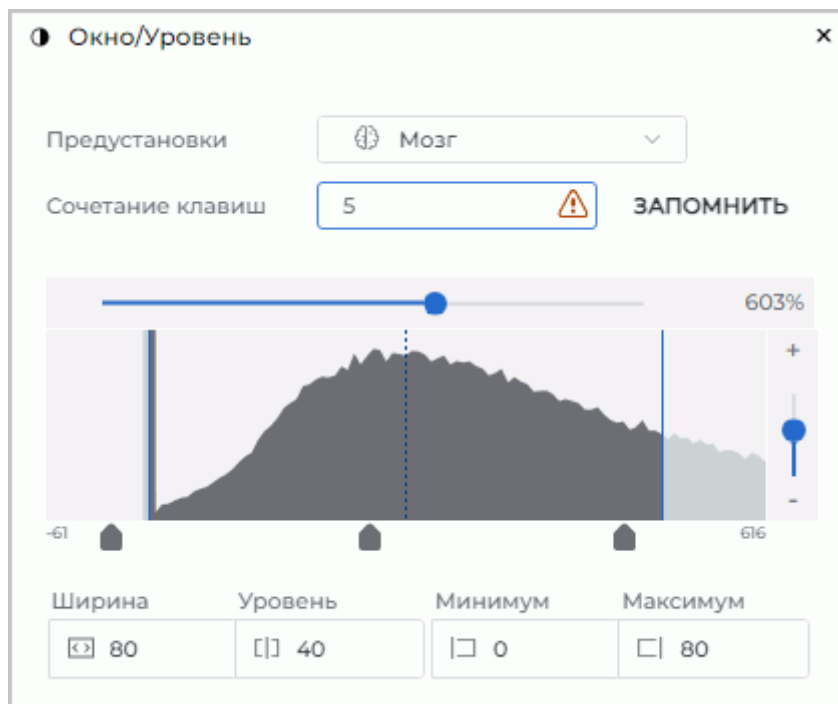 Окно/Уровень ×
Предустановки Мозг
Сочетание клавиш 5 ЗАПОМНИТЬ
603%
+
-
-61 616
Ширина Уровень Минимум Максимум
80 40 0 80